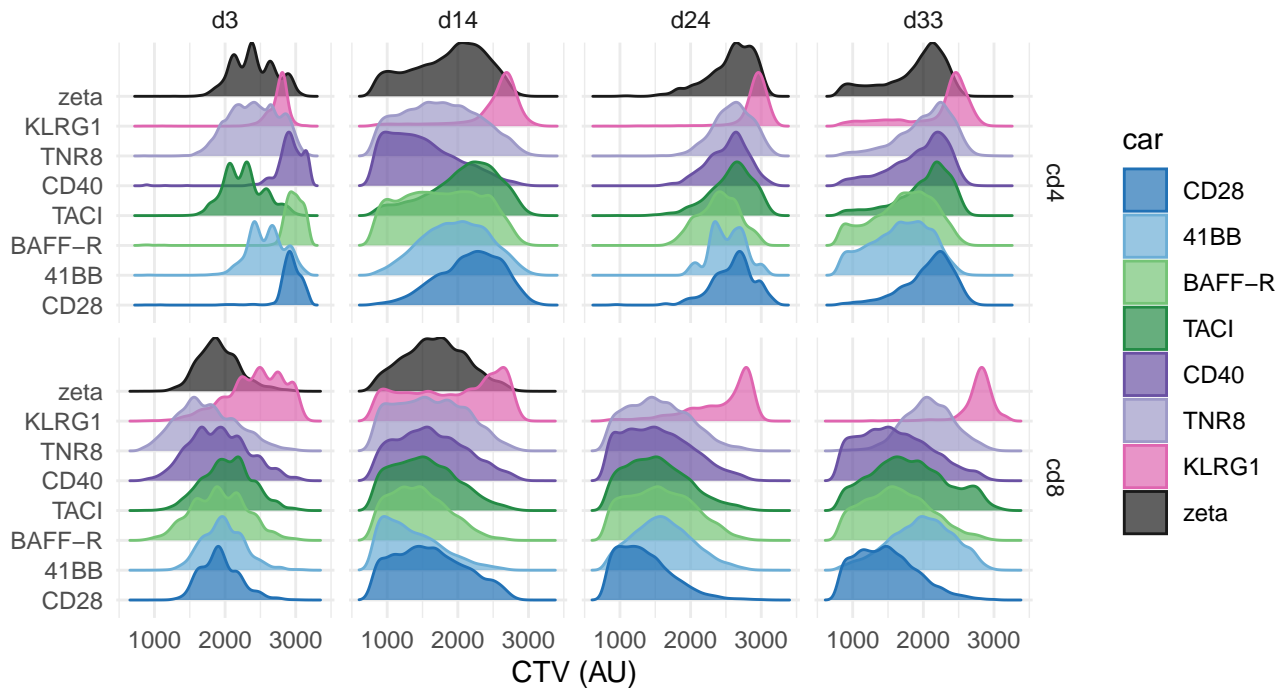 d3 d14 d24 d33
zeta
KLRG1
TNR8
CD40
TACI
BAFF−R
41BB
CD28
cd4
zeta
KLRG1
TNR8
CD40
TACI
BAFF−R
41BB
CD28
cd8
1000 2000 3000 1000 2000 3000 1000 2000 3000 1000 2000 3000
CTV (AU)
car
CD28
41BB
BAFF−R
TACI
CD40
TNR8
KLRG1
zeta